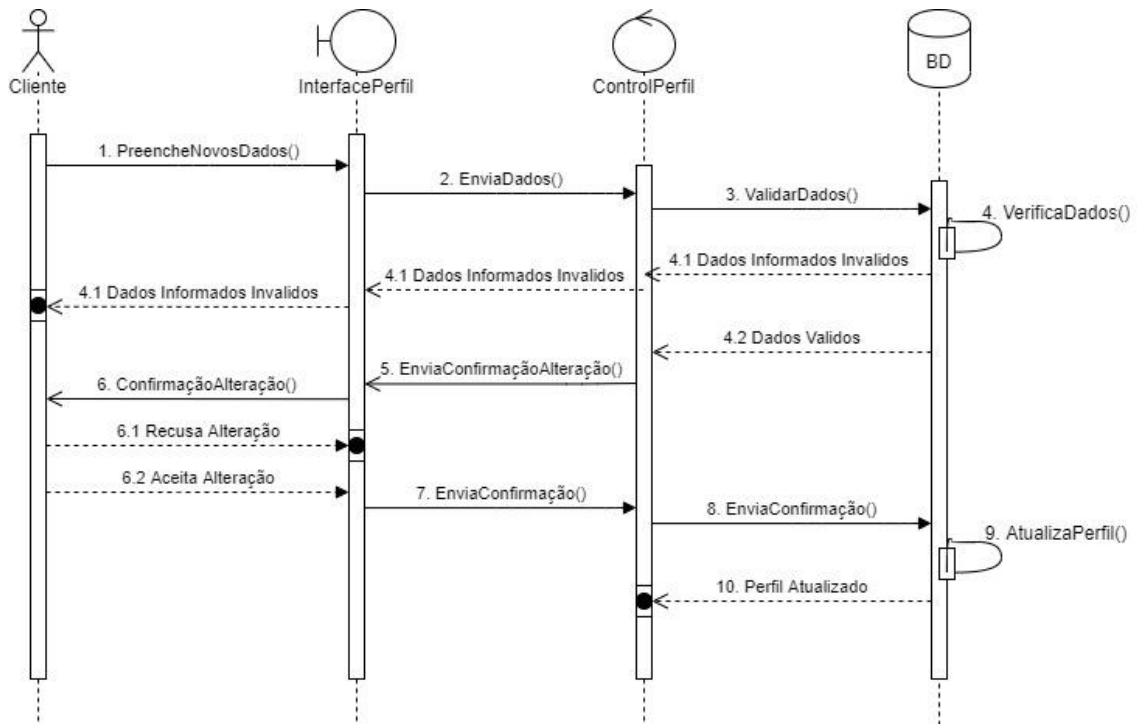 Cliente
InterfacePerfil
ControlPerfil
BD
1. PreencheNovosDados()
2. EnviaDados()
3. ValidarDados()
4. VerificaDados()
4.1 Dados Informados Invalidos
4.1 Dados Informados Invalidos
4.1 Dados Informados Invalidos
4.2 Dados Validos
5. EnviaConfirmaçãoAlteração()
6. ConfirmaçãoAlteração()
6.1 Recusa Alteração
6.2 Aceita Alteração
7. EnviaConfirmação()
8. EnviaConfirmação()
9. AtualizaPerfil()
10. Perfil Atualizado